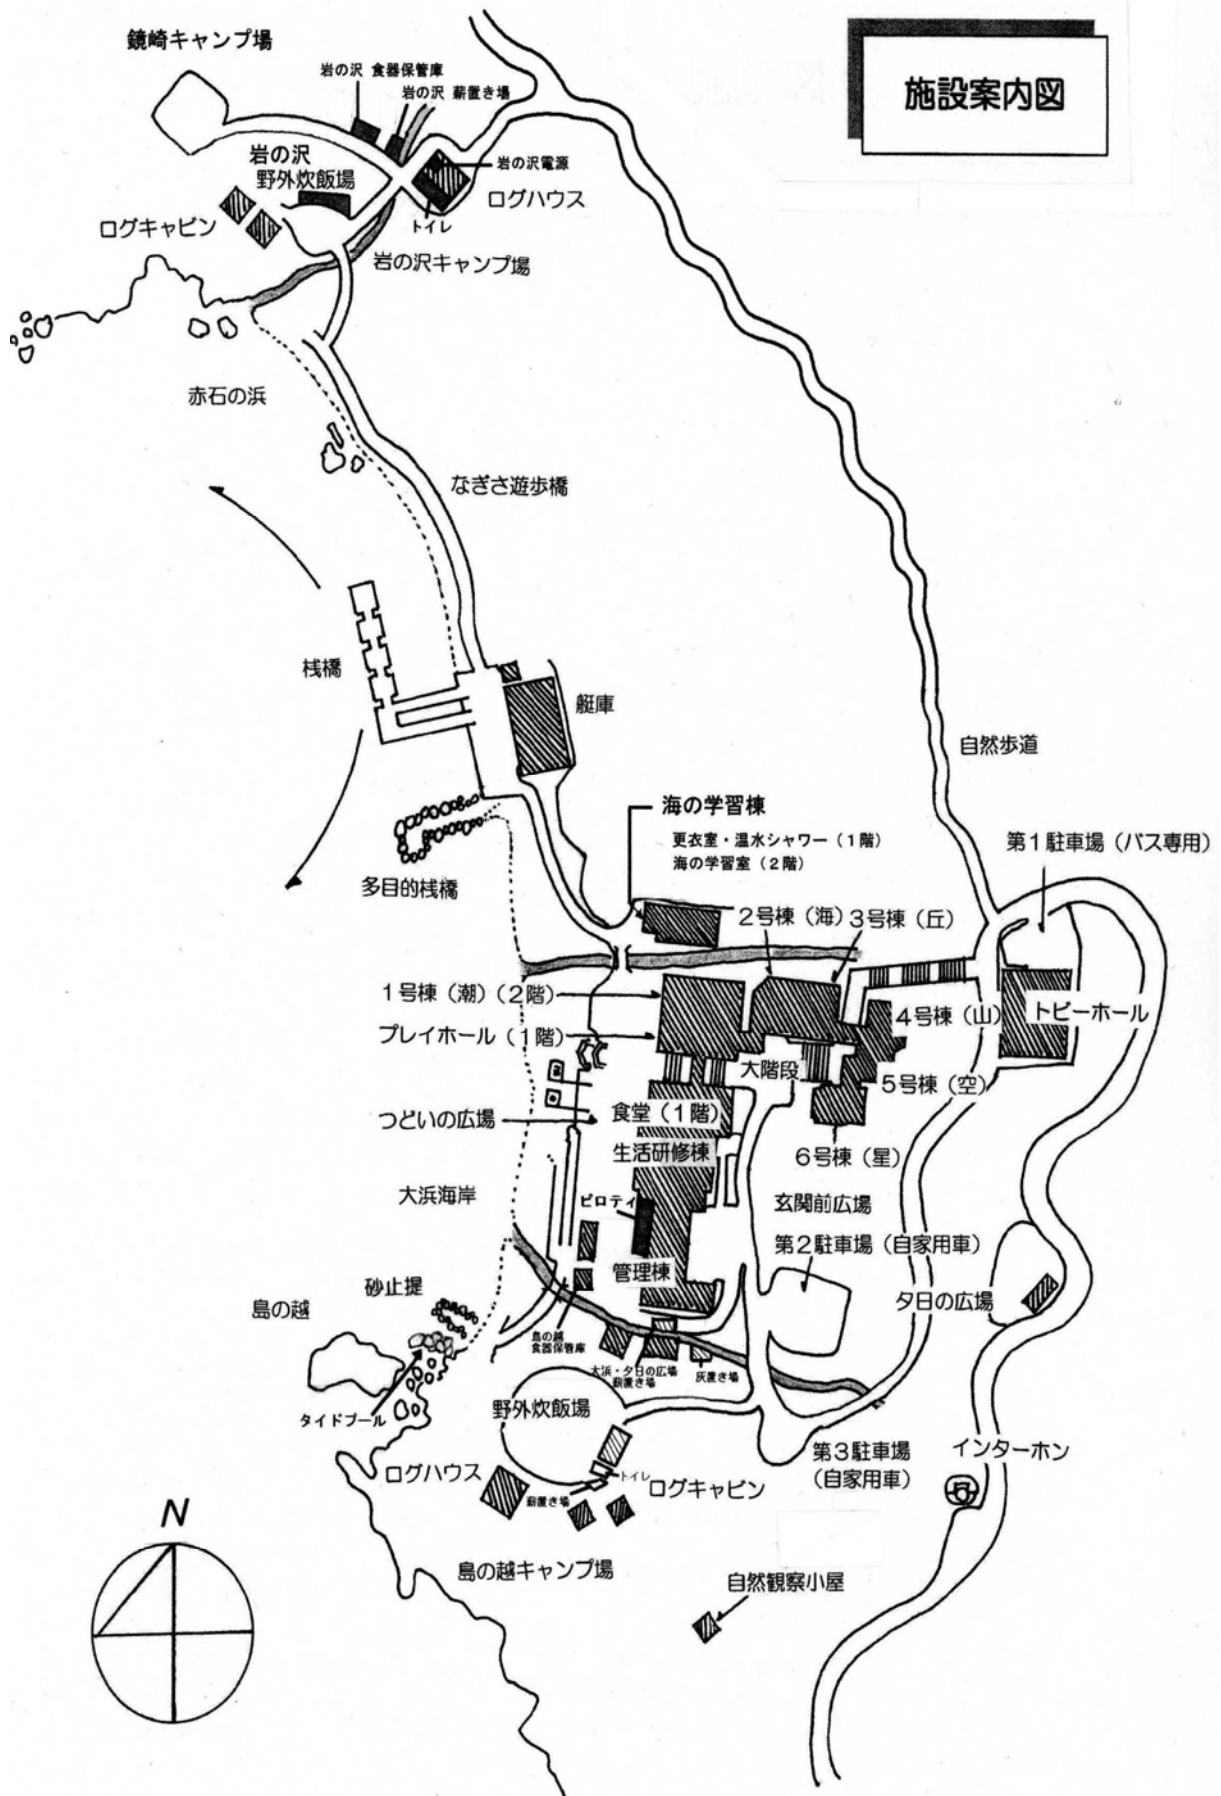 施設案内図
鏡崎キャンプ場
岩の沢 食器保管庫
岩の沢 薪置き場
岩の沢
野外炊飯場
岩の沢電源
ログハウス
トイレ
ログキャビン
岩の沢キャンプ場
赤石の浜
なぎさ遊歩橋
桟橋
艇庫
自然歩道
海の学習棟
更衣室・温水シャワー(1階)
海の学習室(2階)
第1駐車場(バス専用)
多目的桟橋
2号棟(海)
3号棟(丘)
1号棟(潮)(2階)
4号棟(山)
トビーホール
プレイホール(1階)
大階段
5号棟(空)
つどいの広場
食堂(1階)
生活研修棟
6号棟(星)
大浜海岸
ピロティ
玄関前広場
第2駐車場(自家用車)
管理棟
砂止提
夕日の広場
島の越
島の越
食器保管庫
大浜・夕日の広場
薪置き場
灰置き場
タイドプール
野外炊飯場
第3駐車場
(自家用車)
インターホン
ログハウス
トイレ
ログキャビン
薪置き場
N
島の越キャンプ場
自然観察小屋